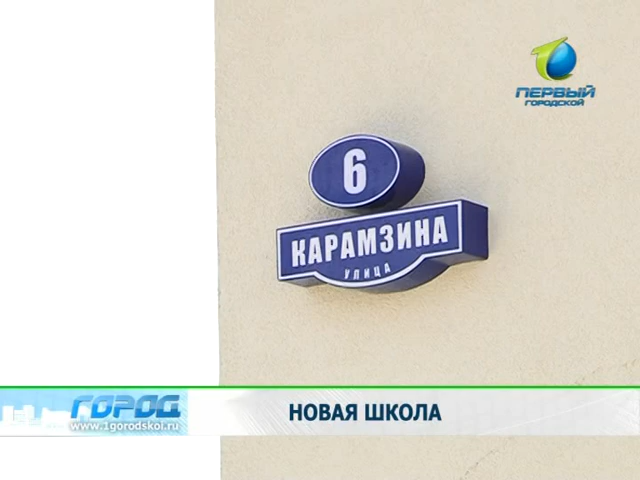 ПЕРВЫЙ
ГОРОДСКОЙ
6
КАРАМЗИНА
УЛИЦА
ГОРОД
www.1gorodskoi.ru
НОВАЯ ШКОЛА